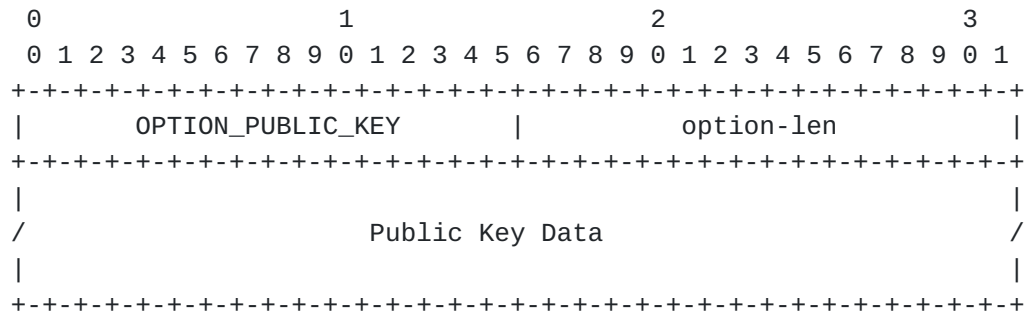 0                   1                   2                   3
 0 1 2 3 4 5 6 7 8 9 0 1 2 3 4 5 6 7 8 9 0 1 2 3 4 5 6 7 8 9 0 1
+-+-+-+-+-+-+-+-+-+-+-+-+-+-+-+-+-+-+-+-+-+-+-+-+-+-+-+-+-+-+-+-+
|       OPTION_PUBLIC_KEY       |          option-len           |
+-+-+-+-+-+-+-+-+-+-+-+-+-+-+-+-+-+-+-+-+-+-+-+-+-+-+-+-+-+-+-+-+
|                                                               |
/                      Public Key Data                          /
|                                                               |
+-+-+-+-+-+-+-+-+-+-+-+-+-+-+-+-+-+-+-+-+-+-+-+-+-+-+-+-+-+-+-+-+